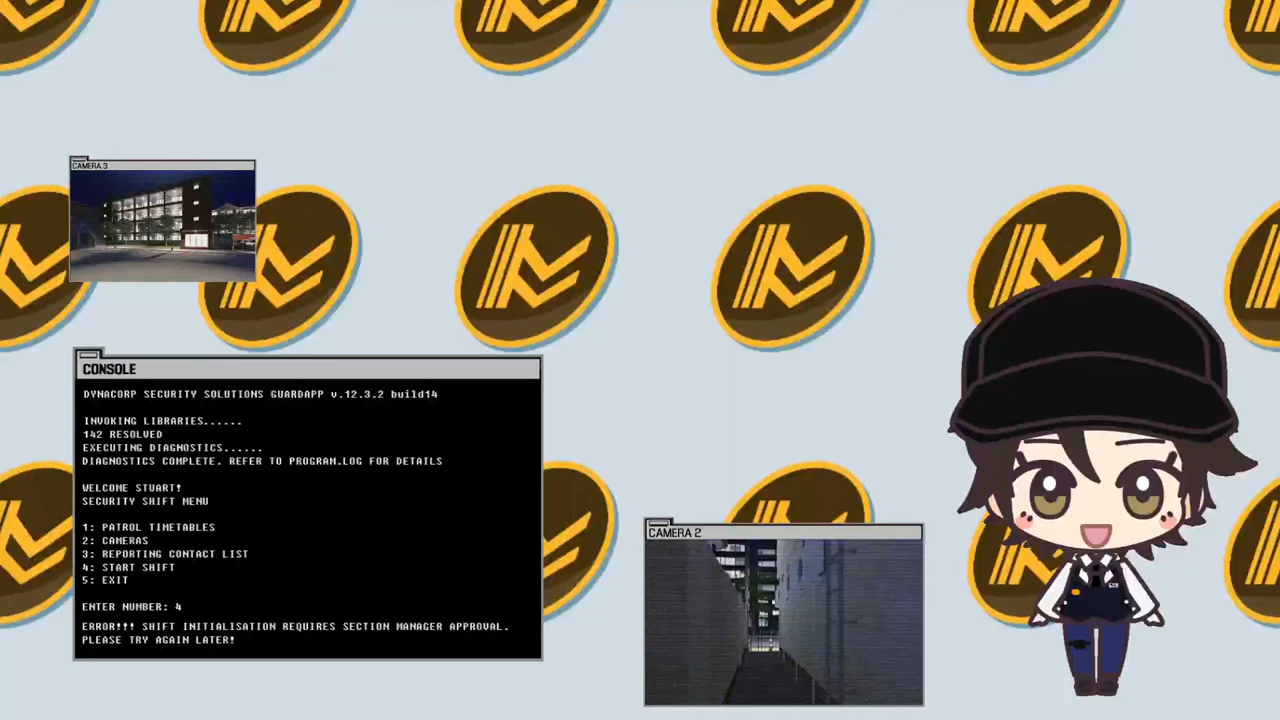 CAMERA 3
CONSOLE
DYNACORP SECURITY SOLUTIONS GUARDAPP v.12.3.2 build14
INVOKING LIBRARIES......
142 RESOLVED
EXECUTING DIAGNOSTICS......
DIAGNOSTICS COMPLETE. REFER TO PROGRAM.LOG FOR DETAILS
WELCOME STUART!
SECURITY SHIFT MENU
1: PATROL TIMETABLES
2: CAMERAS
3: REPORTING CONTACT LIST
4: START SHIFT
5: EXIT
ENTER NUMBER: 4
ERROR!!! SHIFT INITIALISATION REQUIRES SECTION MANAGER APPROVAL.
PLEASE TRY AGAIN LATER!
CAMERA 2